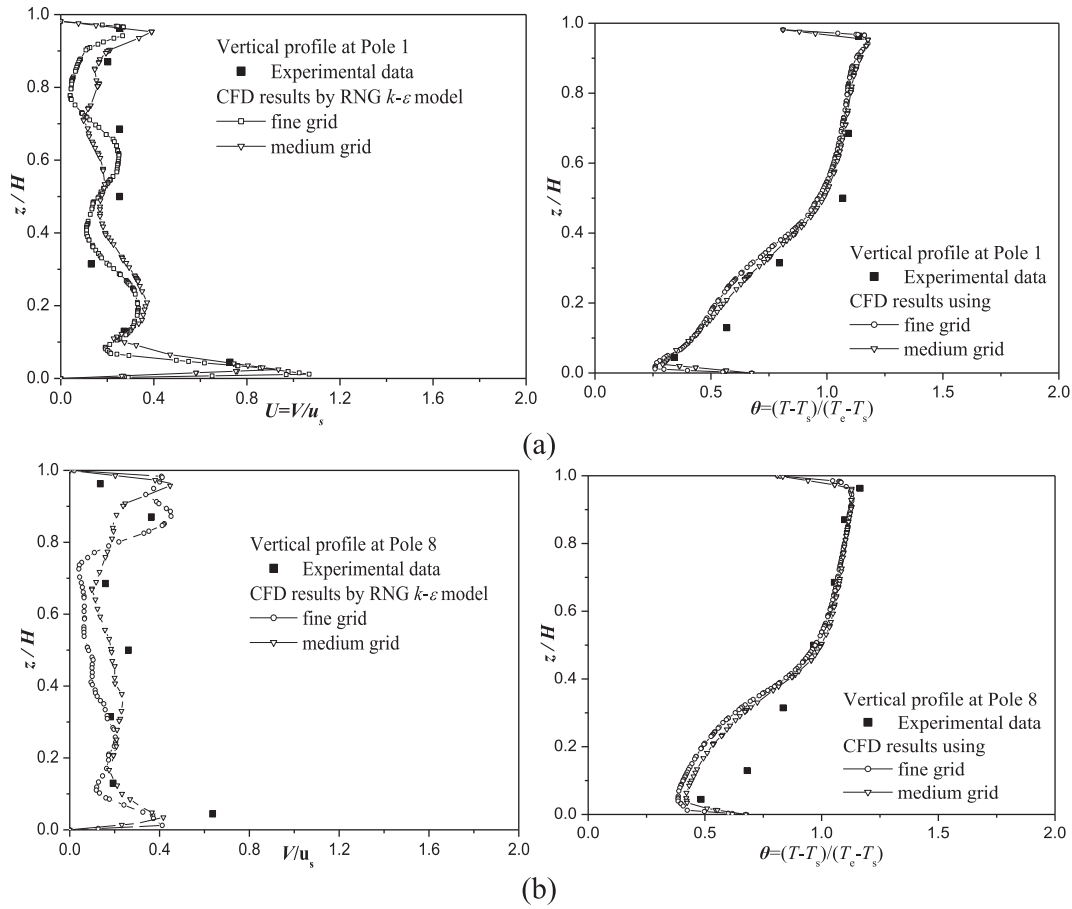 1.0
0.8
0.6
0.4
0.2
0.0
z / H
0.0 0.4 0.8 1.2 1.6 2.0
U=V/uₛ
Vertical profile at Pole 1
Experimental data
CFD results by RNG k-ε model
fine grid
medium grid
1.0
0.8
0.6
0.4
0.2
0.0
z / H
0.0 0.5 1.0 1.5 2.0
θ=(T-Tₛ)/(Tₑ-Tₛ)
Vertical profile at Pole 1
Experimental data
CFD results using
fine grid
medium grid
(a)
1.0
0.8
0.6
0.4
0.2
0.0
z / H
0.0 0.4 0.8 1.2 1.6 2.0
V/uₛ
Vertical profile at Pole 8
Experimental data
CFD results by RNG k-ε model
fine grid
medium grid
1.0
0.8
0.6
0.4
0.2
0.0
z / H
0.0 0.5 1.0 1.5 2.0
θ=(T-Tₛ)/(Tₑ-Tₛ)
Vertical profile at Pole 8
Experimental data
CFD results using
fine grid
medium grid
(b)